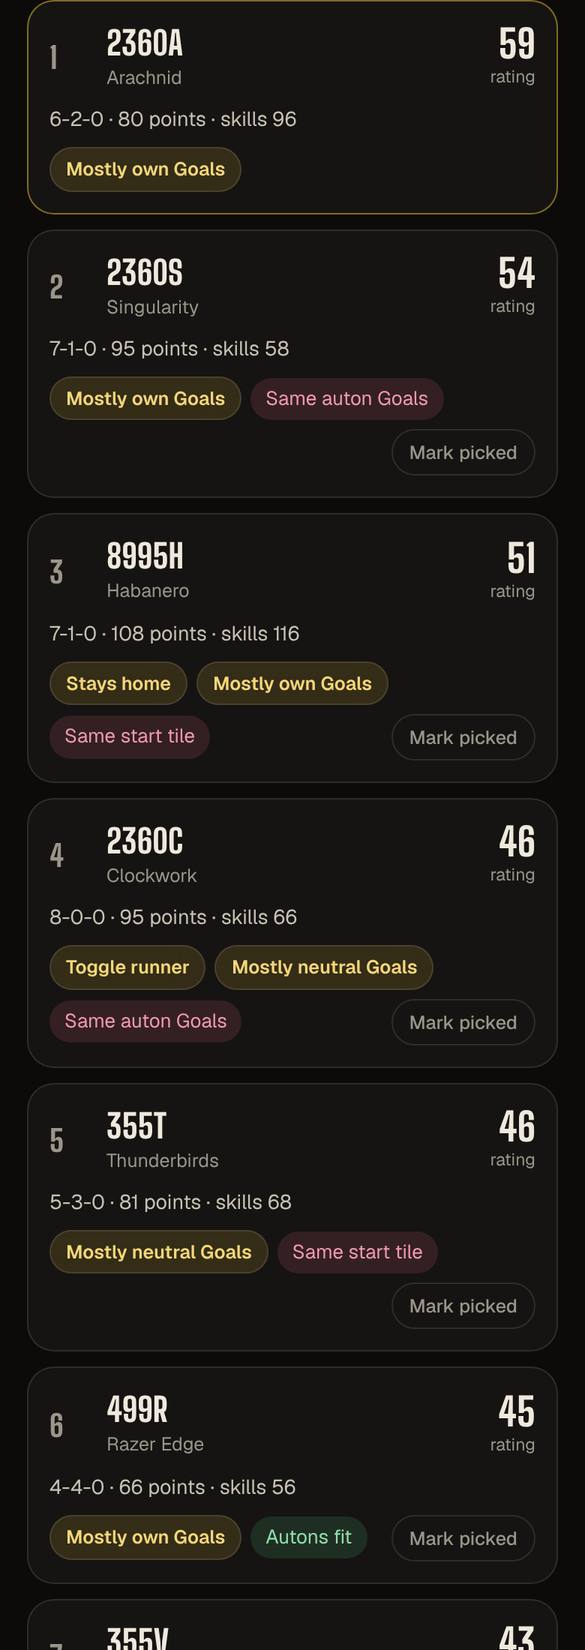 1 2360A 59
Arachnid rating
6-2-0 · 80 points · skills 96
Mostly own Goals
2 2360S 54
Singularity rating
7-1-0 · 95 points · skills 58
Mostly own Goals Same auton Goals
Mark picked
3 8995H 51
Habanero rating
7-1-0 · 108 points · skills 116
Stays home Mostly own Goals
Same start tile Mark picked
4 2360C 46
Clockwork rating
8-0-0 · 95 points · skills 66
Toggle runner Mostly neutral Goals
Same auton Goals Mark picked
5 355T 46
Thunderbirds rating
5-3-0 · 81 points · skills 68
Mostly neutral Goals Same start tile
Mark picked
6 499R 45
Razer Edge rating
4-4-0 · 66 points · skills 56
Mostly own Goals Autons fit Mark picked
355V 43